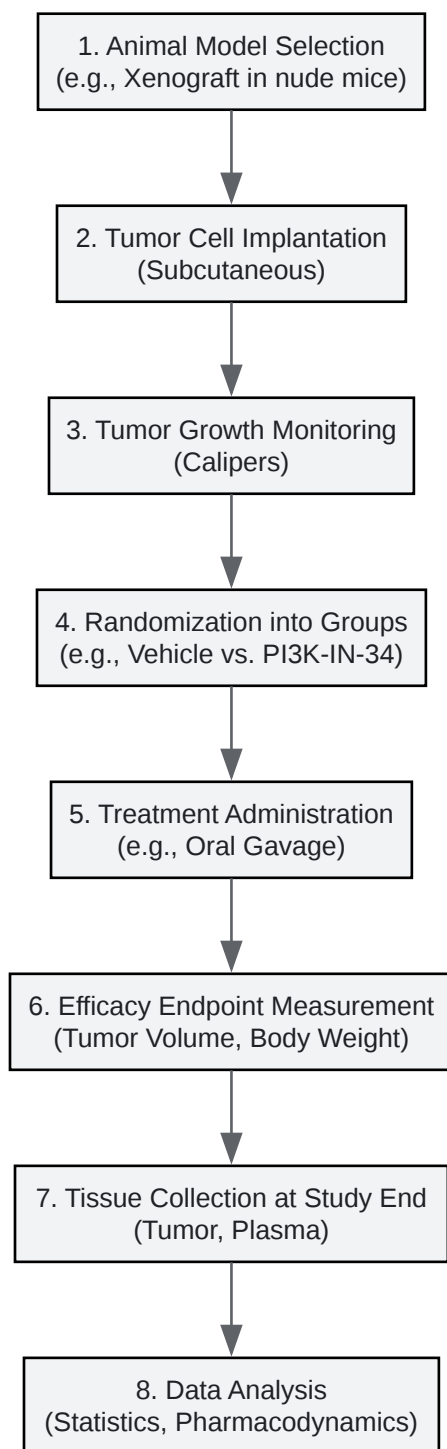 1. Animal Model Selection
(e.g., Xenograft in nude mice)
2. Tumor Cell Implantation
(Subcutaneous)
3. Tumor Growth Monitoring
(Calipers)
4. Randomization into Groups
(e.g., Vehicle vs. PI3K-IN-34)
5. Treatment Administration
(e.g., Oral Gavage)
6. Efficacy Endpoint Measurement
(Tumor Volume, Body Weight)
7. Tissue Collection at Study End
(Tumor, Plasma)
8. Data Analysis
(Statistics, Pharmacodynamics)